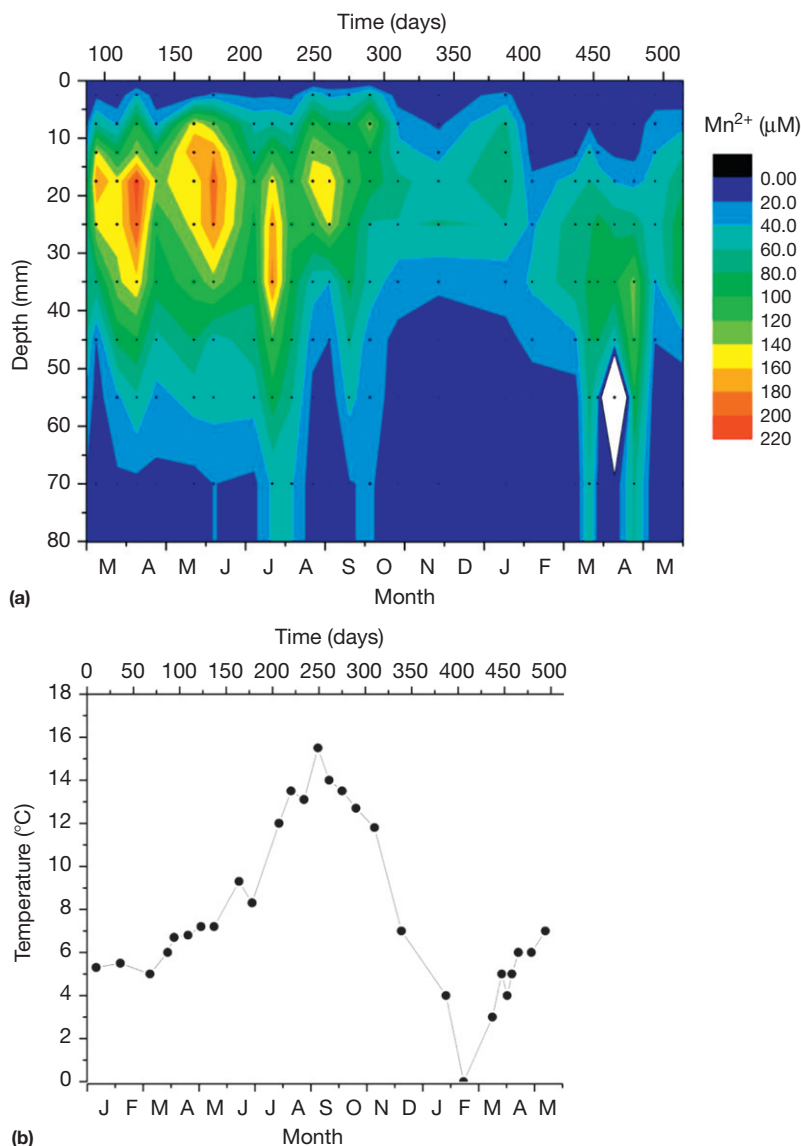 Time (days)
100 150 200 250 300 350 400 450 500
0
10
20
30
40
50
60
70
80
Depth (mm)
M A M J J A S O N D J F M A M
Month
Mn²⁺ (μM)
0.00
20.0
40.0
60.0
80.0
100
120
140
160
180
200
220
(a)
Time (days)
0 50 100 150 200 250 300 350 400 450 500
18
16
14
12
10
8
6
4
2
0
Temperature (°C)
J F M A M J J A S O N D J F M A M
Month
(b)